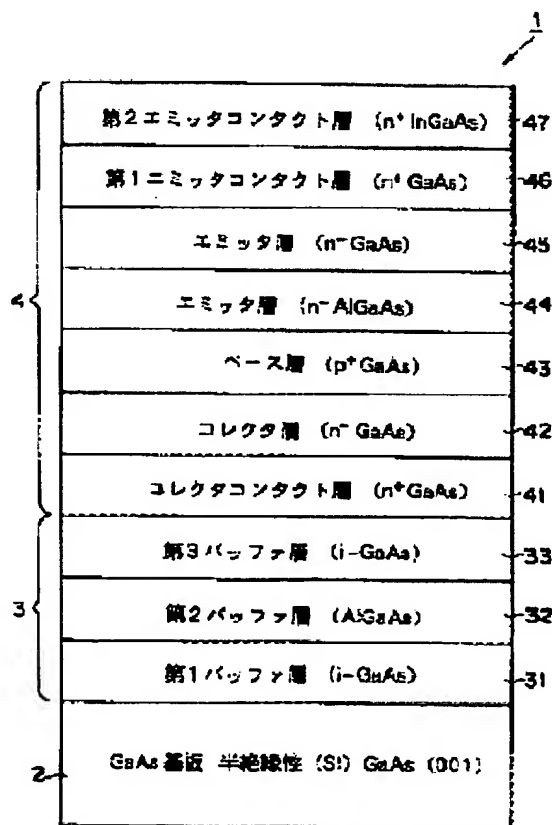 1
第2エミッタコンタクト層 (n⁺InGaAs) 47
第1エミッタコンタクト層 (n⁺GaAs) 46
エミッタ層 (n⁻GaAs) 45
4
エミッタ層 (n⁻AlGaAs) 44
ベース層 (p⁺GaAs) 43
コレクタ層 (n⁻GaAs) 42
コレクタコンタクト層 (n⁺GaAs) 41
第3バッファ層 (i-GaAs) 33
3
第2バッファ層 (AlGaAs) 32
第1バッファ層 (i-GaAs) 31
2
GaAs基板 半絶縁性 (SI) GaAs (001)